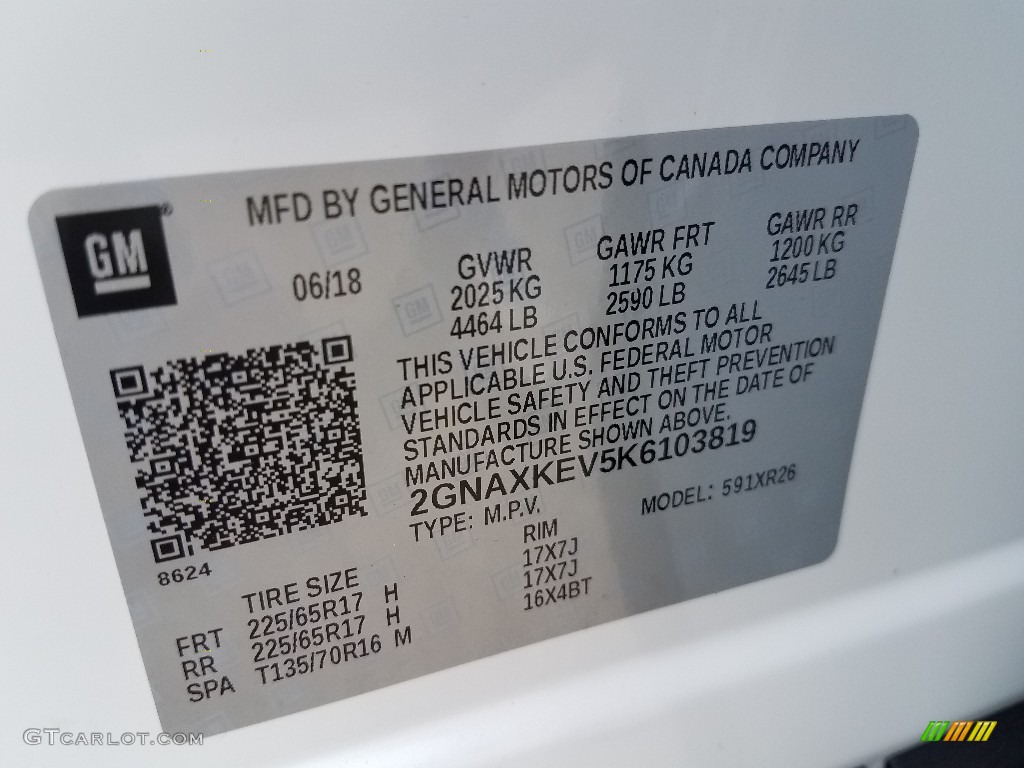 MFD BY GENERAL MOTORS OF CANADA COMPANY
GM®
06/18
GVWR
2025 KG
4464 LB
GAWR FRT
1175 KG
2590 LB
GAWR RR
1200 KG
2645 LB
THIS VEHICLE CONFORMS TO ALL
APPLICABLE U.S. FEDERAL MOTOR
VEHICLE SAFETY AND THEFT PREVENTION
STANDARDS IN EFFECT ON THE DATE OF
MANUFACTURE SHOWN ABOVE.
2GNAXKEV5K6103819
TYPE: M.P.V.
MODEL: 591XR26
8624
TIRE SIZE RIM
FRT 225/65R17 H 17X7J
RR 225/65R17 H 17X7J
SPA T135/70R16 M 16X4BT
GTCARLOT.COM